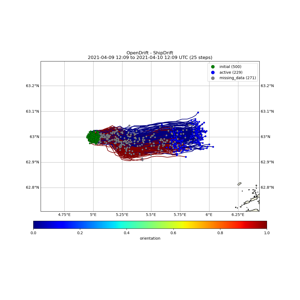 OpenDrift - ShipDrift
2021-04-09 12:09 to 2021-04-10 12:09 UTC (25 steps)
initial (500)
active (229)
missing_data (271)
63.2°N 63.2°N
63.1°N 63.1°N
63°N 63°N
62.9°N 62.9°N
62.8°N 62.8°N
4.75°E 5°E 5.25°E 5.5°E 5.75°E 6°E 6.25°E
0.0 0.2 0.4 0.6 0.8 1.0
orientation